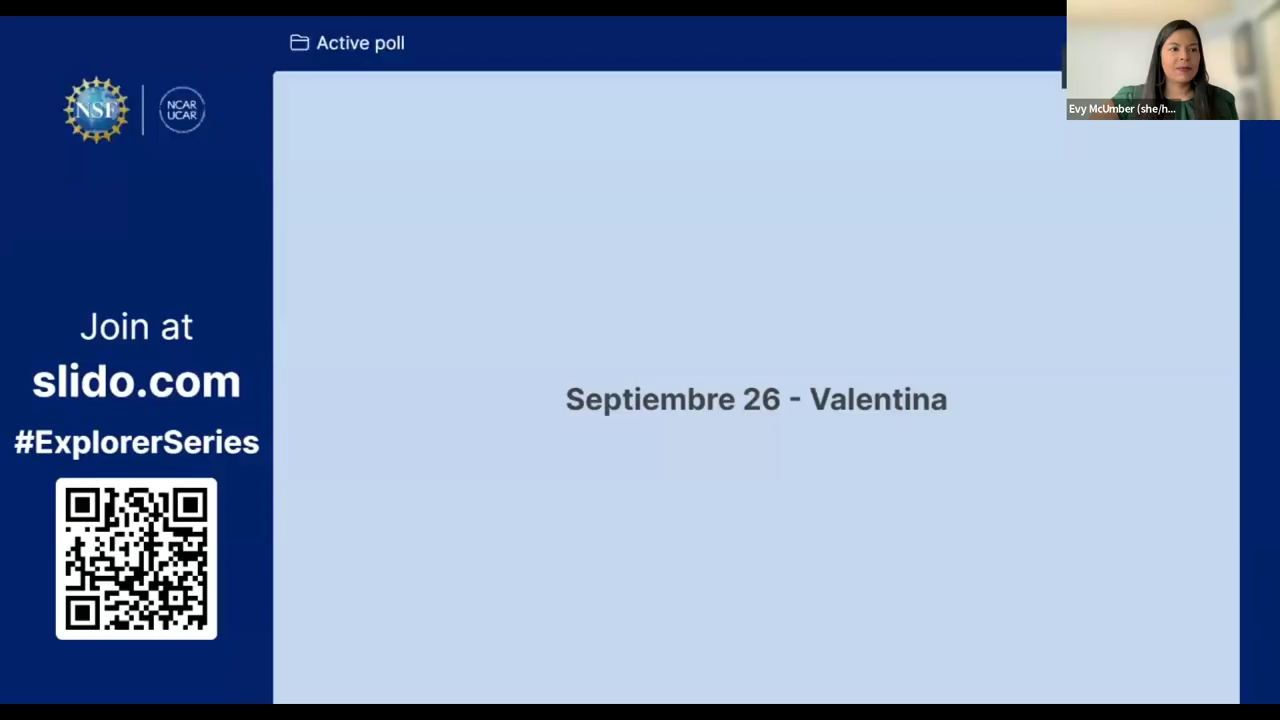 Active poll
NSF
NCAR
UCAR
Evy McUmber (she/h...
Join at
slido.com
#ExplorerSeries
Septiembre 26 - Valentina